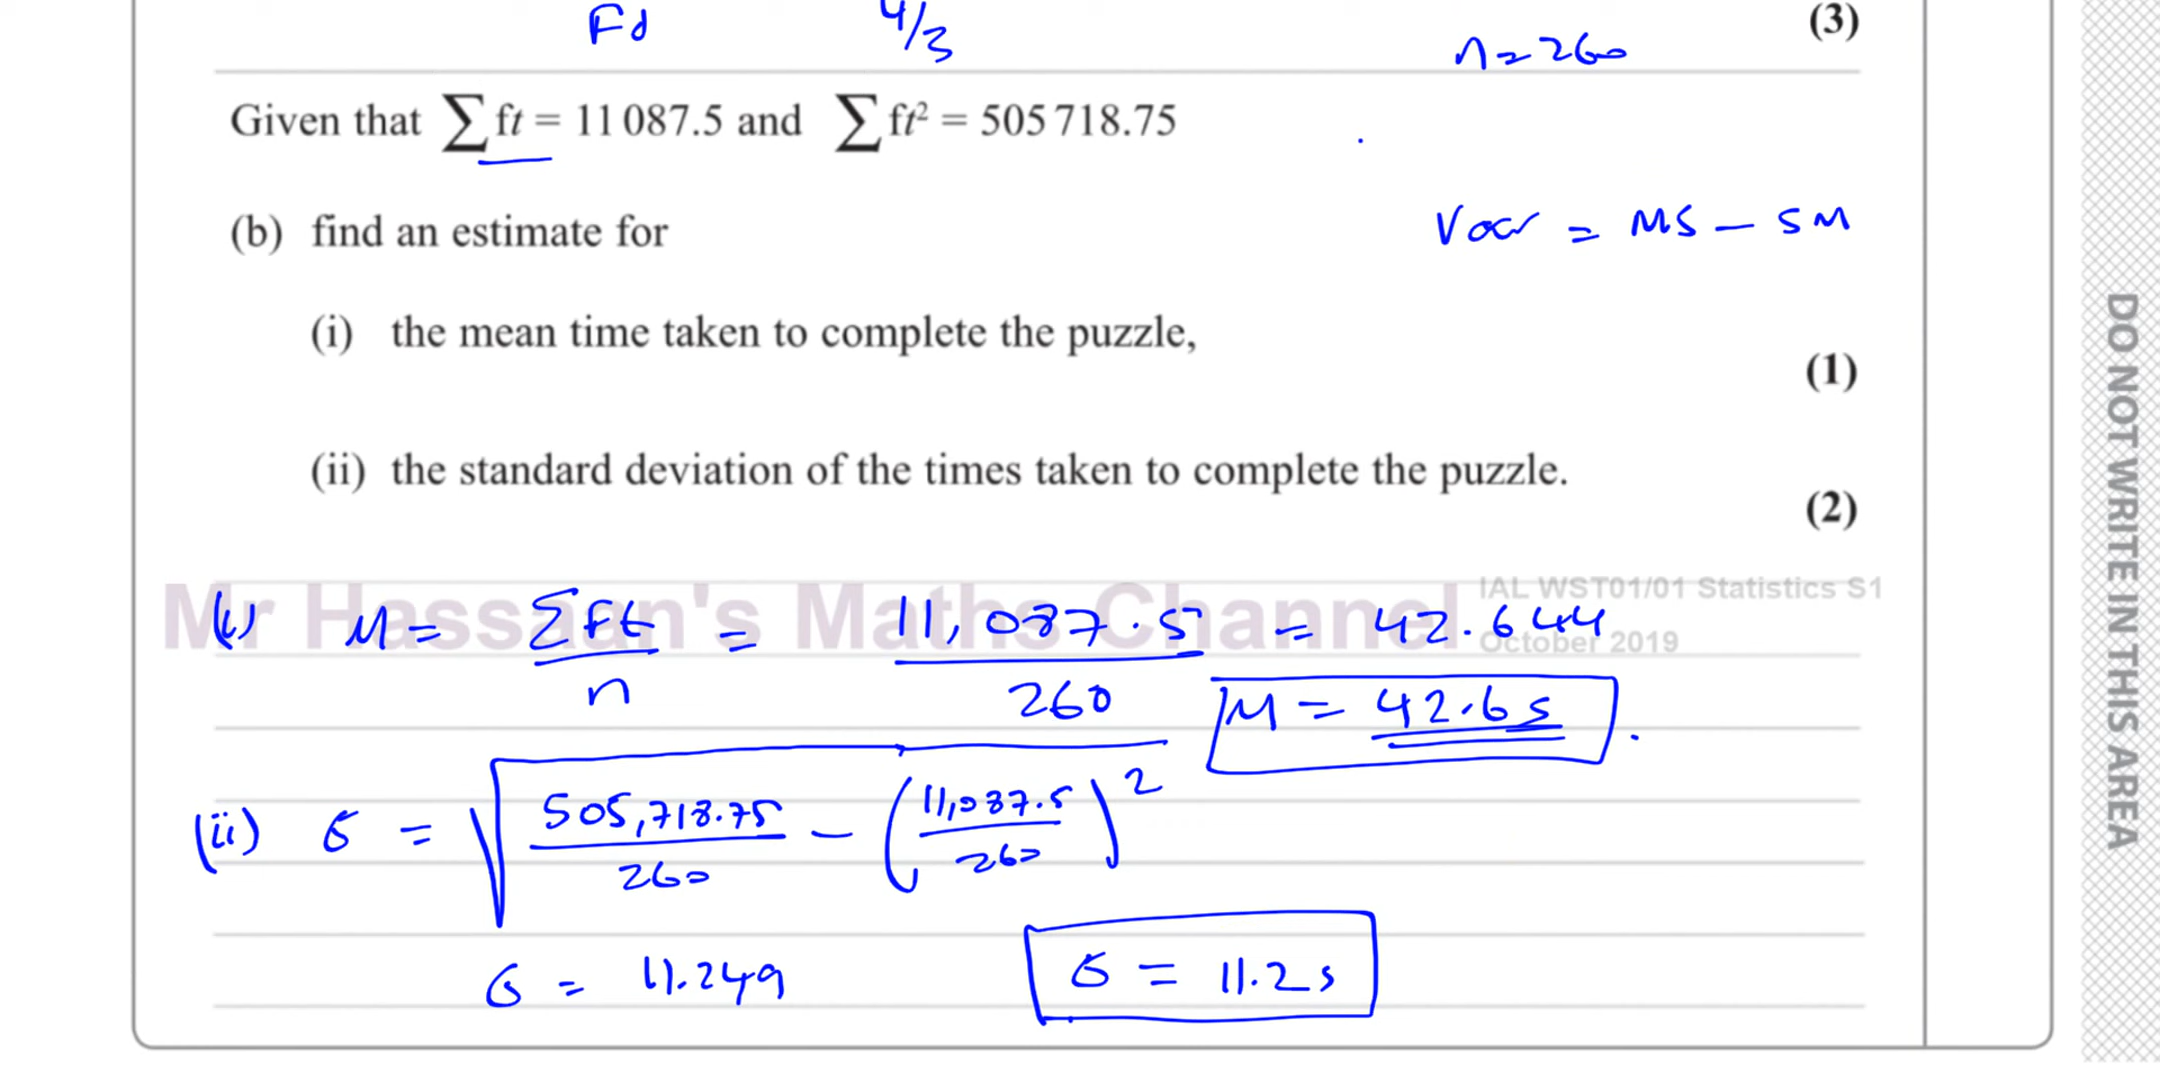 Fd 4/3 (3)
n = 260
Given that ∑ft = 11 087.5 and ∑ft² = 505 718.75
Var = MS - SM
(b) find an estimate for
(i) the mean time taken to complete the puzzle,
(1)
(ii) the standard deviation of the times taken to complete the puzzle.
(2)
Mr Hassaan's Maths Channel
IAL WST01/01 Statistics S1
October 2019
(i) μ = ∑ft/n = 11,087.5/260 = 42.644
μ = 42.6s
(ii) σ = √(505,718.75/260 - (11,087.5/260)²)
σ = 11.249 σ = 11.2s
DO NOT WRITE IN THIS AREA